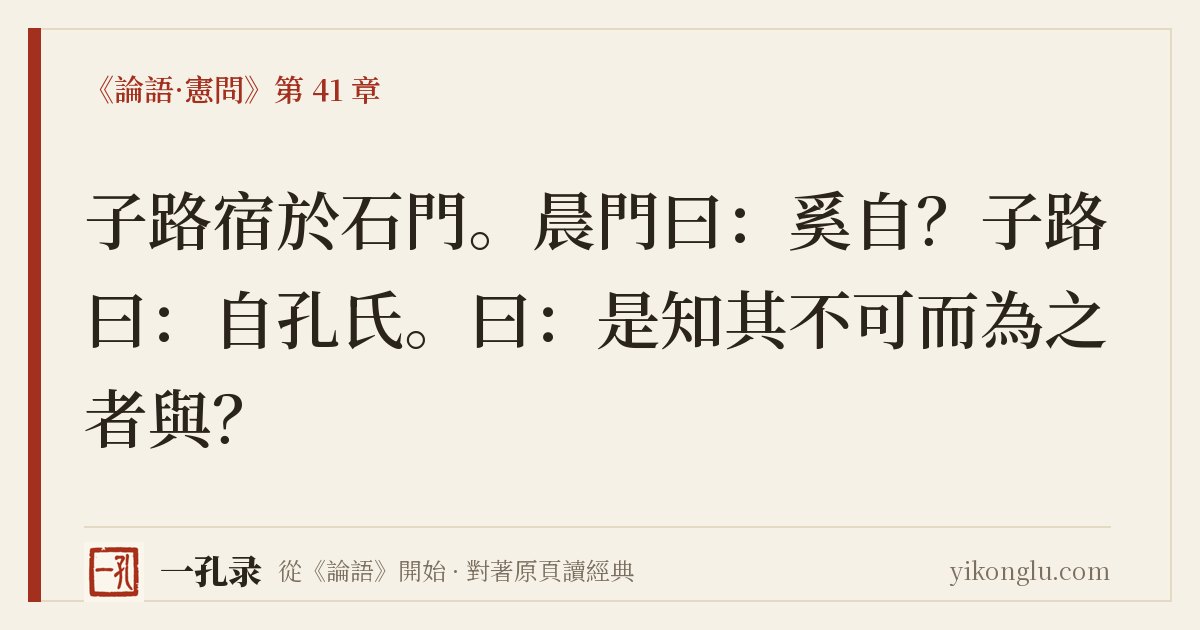 《論語·憲問》第 41 章
子路宿於石門。晨門曰：奚自？子路
曰：自孔氏。曰：是知其不可而為之
者與？
一孔
一孔录 從《論語》開始 · 對著原頁讀經典
yikonglu.com